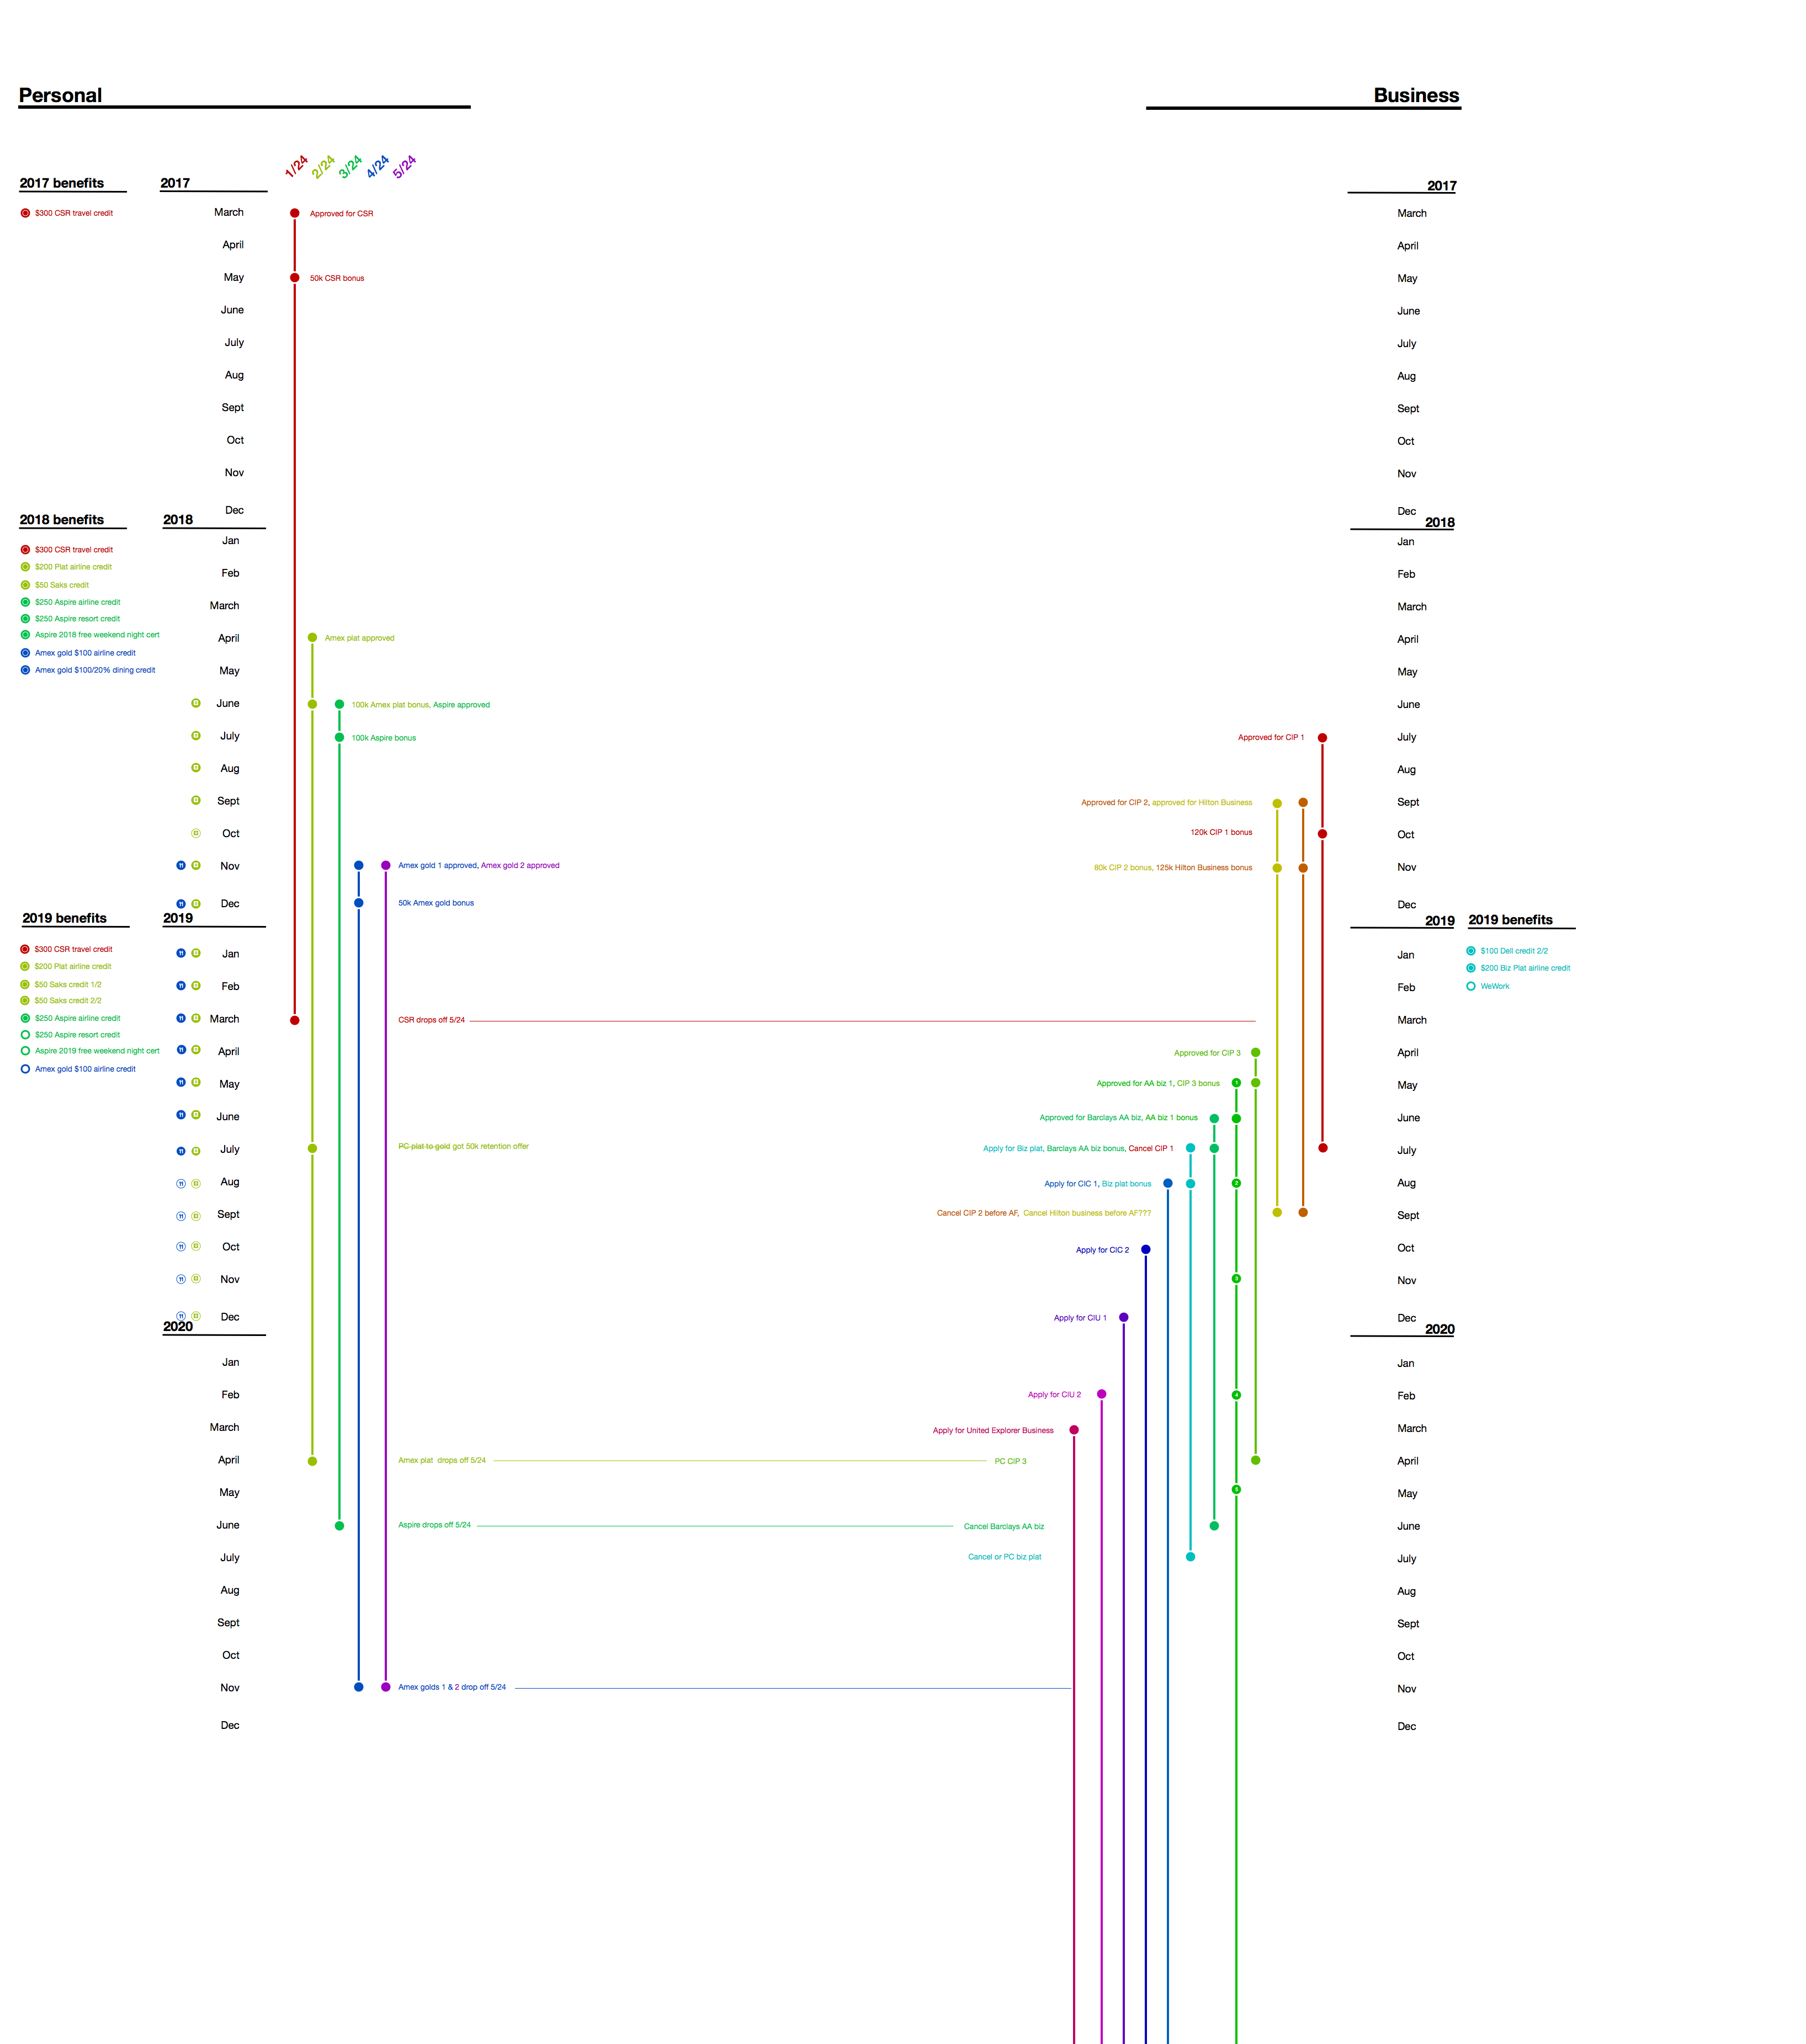 Personal
Business
1/24
2/24
3/24
4/24
5/24
2017 benefits
2017
2017
$300 CSR travel credit
March
Approved for CSR
March
April
April
May
50k CSR bonus
May
June
June
July
July
Aug
Aug
Sept
Sept
Oct
Oct
Nov
Nov
Dec
Dec
2018 benefits
2018
2018
Jan
Jan
$300 CSR travel credit
$200 Plat airline credit
Feb
Feb
$50 Saks credit
$250 Aspire airline credit
March
March
$250 Aspire resort credit
Aspire 2018 free weekend night cert
April
Amex plat approved
April
Amex gold $100 airline credit
Amex gold $100/20% dining credit
May
May
June
100k Amex plat bonus, Aspire approved
June
July
100k Aspire bonus
Approved for CIP 1
July
Aug
Aug
Sept
Approved for CIP 2, approved for Hilton Business
Sept
Oct
120k CIP 1 bonus
Oct
Nov
Amex gold 1 approved, Amex gold 2 approved
80k CIP 2 bonus, 125k Hilton Business bonus
Nov
Dec
50k Amex gold bonus
Dec
2019 benefits
2019
2019
2019 benefits
$300 CSR travel credit
Jan
Jan
$100 Dell credit 2/2
$200 Plat airline credit
$200 Biz Plat airline credit
$50 Saks credit 1/2
Feb
Feb
WeWork
$50 Saks credit 2/2
$250 Aspire airline credit
March
CSR drops off 5/24
March
$250 Aspire resort credit
Aspire 2019 free weekend night cert
April
Approved for CIP 3
April
Amex gold $100 airline credit
May
Approved for AA biz 1, CIP 3 bonus
1
May
June
Approved for Barclays AA biz, AA biz 1 bonus
June
July
PC plat to gold got 50k retention offer
Apply for Biz plat, Barclays AA biz bonus, Cancel CIP 1
July
Aug
Apply for CIC 1, Biz plat bonus
2
Aug
Sept
Cancel CIP 2 before AF, Cancel Hilton business before AF???
Sept
Oct
Apply for CIC 2
Oct
Nov
3
Nov
Dec
Apply for CIU 1
Dec
2020
2020
Jan
Jan
Feb
Apply for CIU 2
4
Feb
March
Apply for United Explorer Business
March
April
Amex plat drops off 5/24
PC CIP 3
April
May
5
May
June
Aspire drops off 5/24
Cancel Barclays AA biz
June
July
Cancel or PC biz plat
July
Aug
Aug
Sept
Sept
Oct
Oct
Nov
Amex golds 1 & 2 drop off 5/24
Nov
Dec
Dec